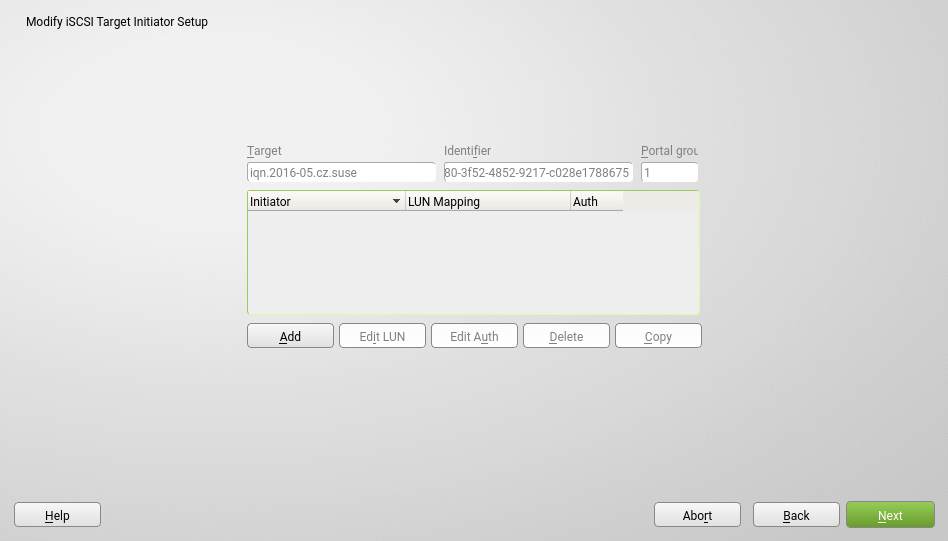 Modify iSCSI Target Initiator Setup
Target Identifier Portal grou
iqn.2016-05.cz.suse 80-3f52-4852-9217-c028e1788675 1
Initiator LUN Mapping Auth
Add Edit LUN Edit Auth Delete Copy
Help Abort Back Next